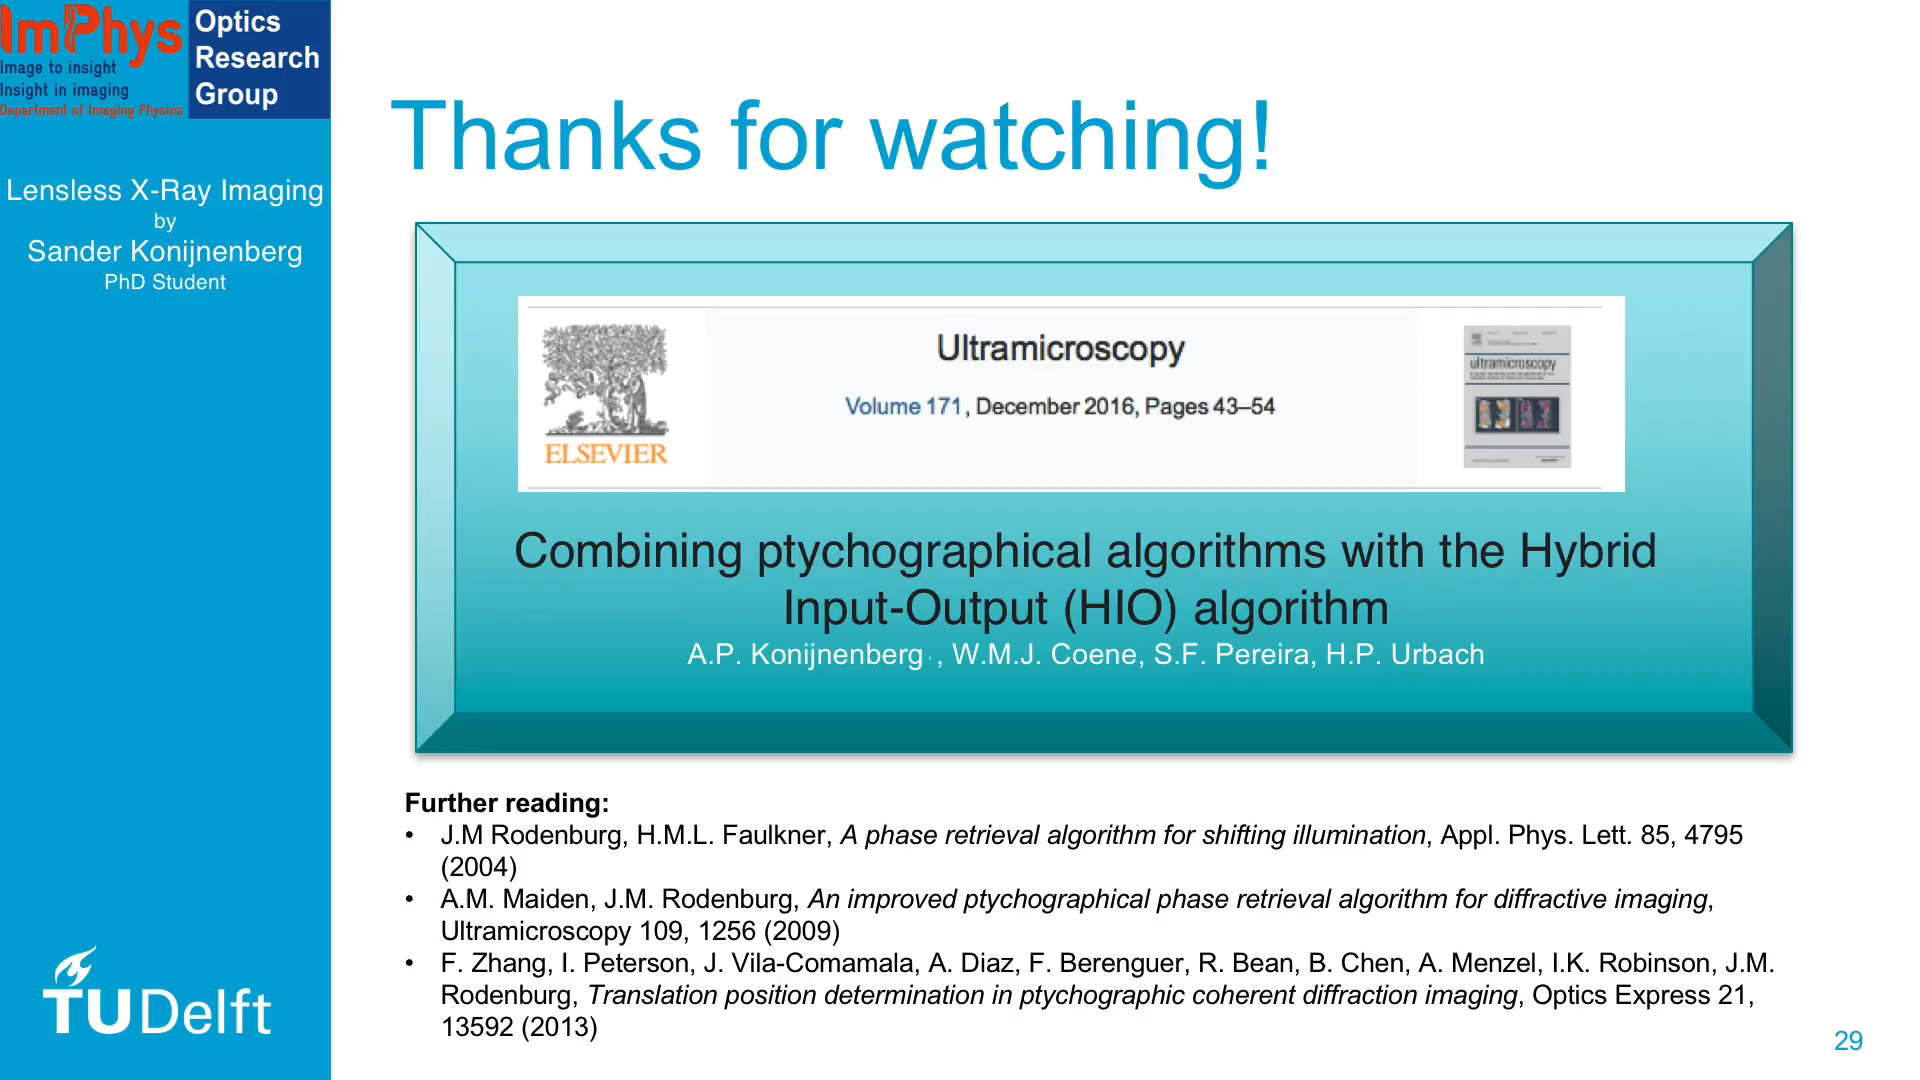 ImPhys
Image to insight
Insight in imaging
Department of Imaging Physics
Optics
Research
Group
Lensless X-Ray Imaging
by
Sander Konijnenberg
PhD Student
TU Delft
Thanks for watching!
ELSEVIER
Ultramicroscopy
Volume 171, December 2016, Pages 43–54
ultramicroscopy
Combining ptychographical algorithms with the Hybrid
Input-Output (HIO) algorithm
A.P. Konijnenberg , W.M.J. Coene, S.F. Pereira, H.P. Urbach
Further reading:
• J.M Rodenburg, H.M.L. Faulkner, A phase retrieval algorithm for shifting illumination, Appl. Phys. Lett. 85, 4795
(2004)
• A.M. Maiden, J.M. Rodenburg, An improved ptychographical phase retrieval algorithm for diffractive imaging,
Ultramicroscopy 109, 1256 (2009)
• F. Zhang, I. Peterson, J. Vila-Comamala, A. Diaz, F. Berenguer, R. Bean, B. Chen, A. Menzel, I.K. Robinson, J.M.
Rodenburg, Translation position determination in ptychographic coherent diffraction imaging, Optics Express 21,
13592 (2013)
29